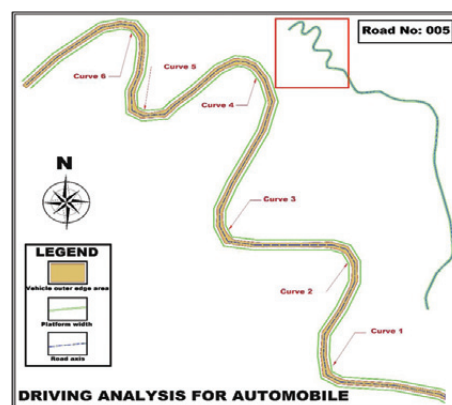 Road No: 005
Curve 6
Curve 5
Curve 4
N
Curve 3
LEGEND
Vehicle outer edge area
Curve 2
Platform width
Curve 1
Road axis
DRIVING ANALYSIS FOR AUTOMOBILE